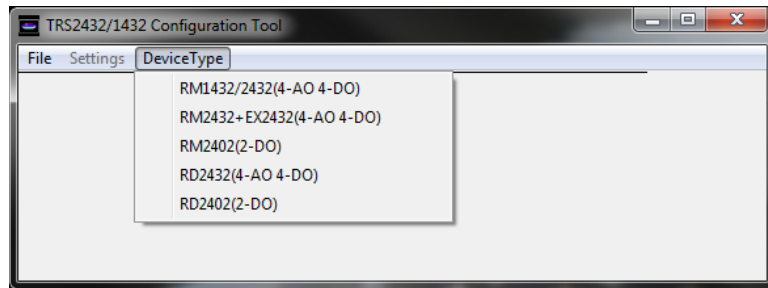 TRS2432/1432 Configuration Tool
File Settings DeviceType
RM1432/2432(4-AO 4-DO)
RM2432+EX2432(4-AO 4-DO)
RM2402(2-DO)
RD2432(4-AO 4-DO)
RD2402(2-DO)